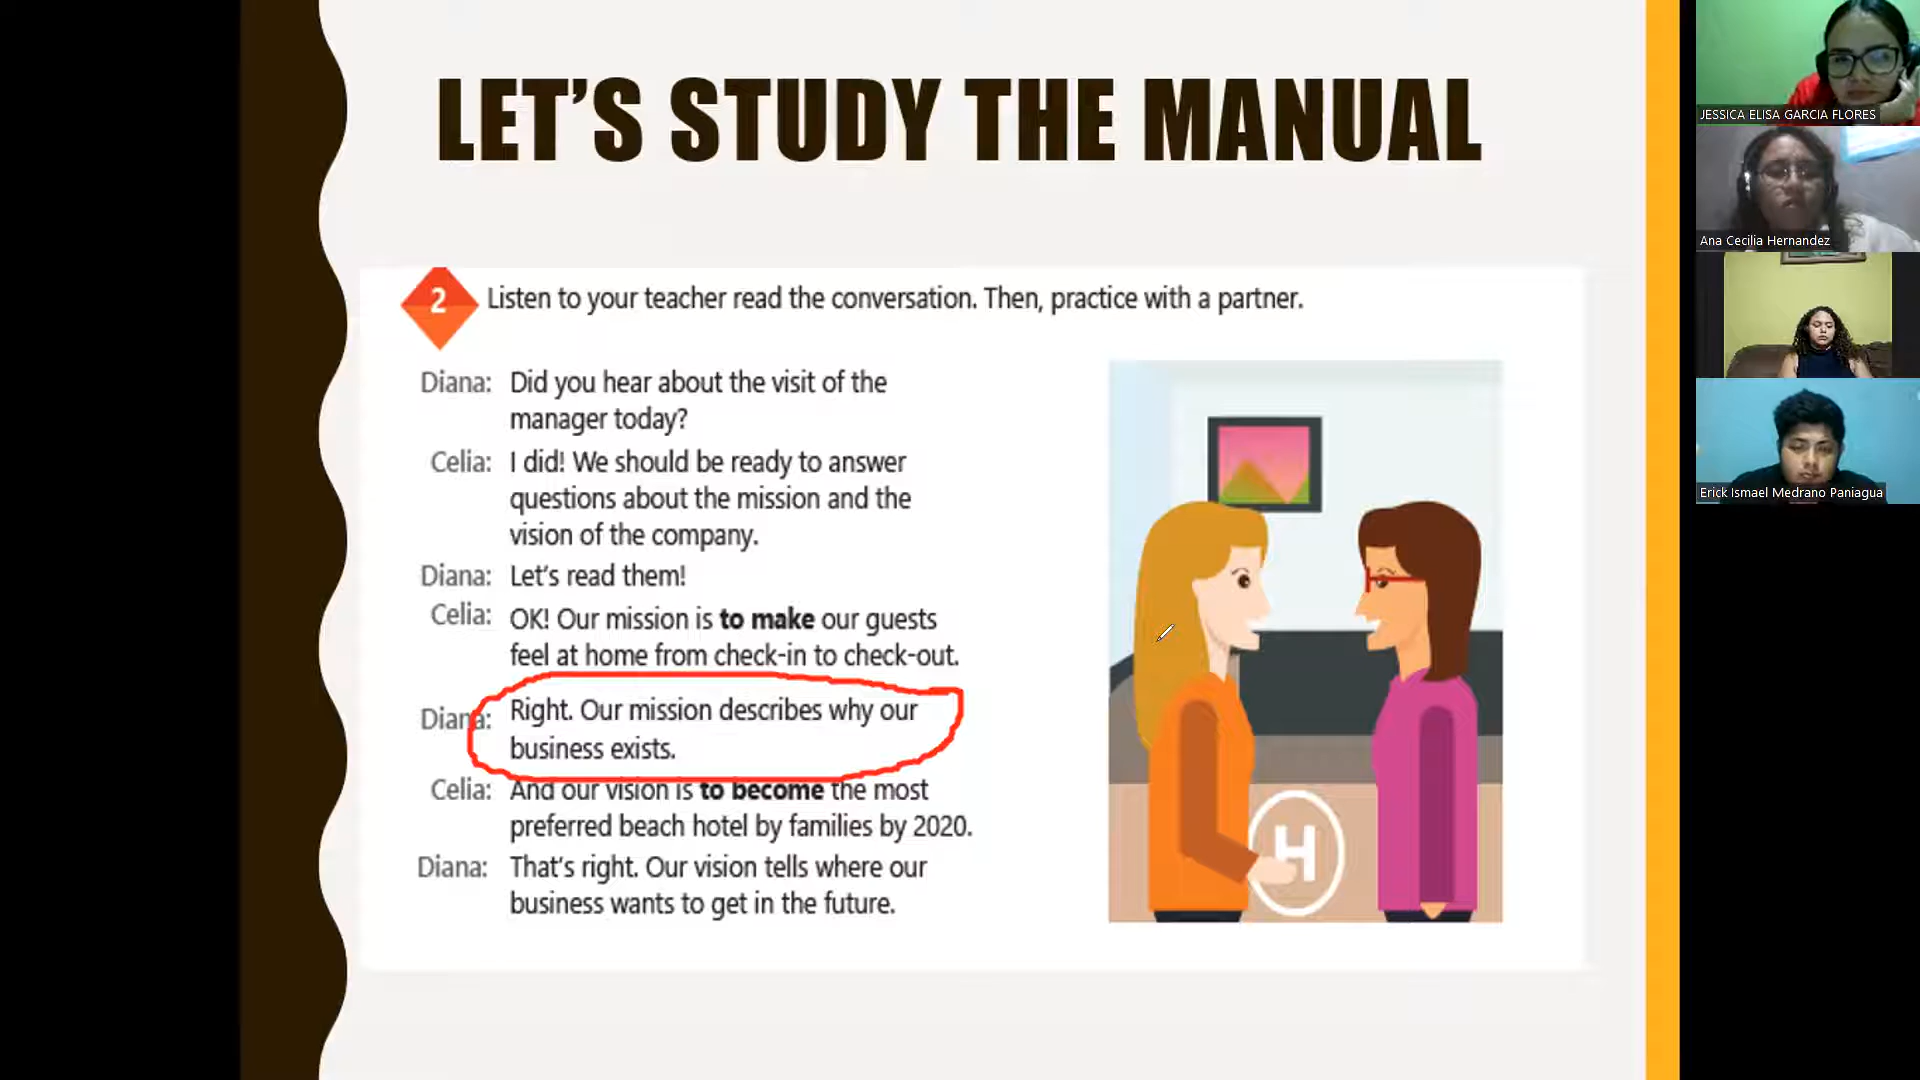 LET’S STUDY THE MANUAL
2 Listen to your teacher read the conversation. Then, practice with a partner.
Diana: Did you hear about the visit of the
manager today?
Celia: I did! We should be ready to answer
questions about the mission and the
vision of the company.
Diana: Let’s read them!
Celia: OK! Our mission is to make our guests
feel at home from check-in to check-out.
Diana: Right. Our mission describes why our
business exists.
Celia: And our vision is to become the most
preferred beach hotel by families by 2020.
Diana: That’s right. Our vision tells where our
business wants to get in the future.
H
JESSICA ELISA GARCIA FLORES
Ana Cecilia Hernandez
Erick Ismael Medrano Paniagua